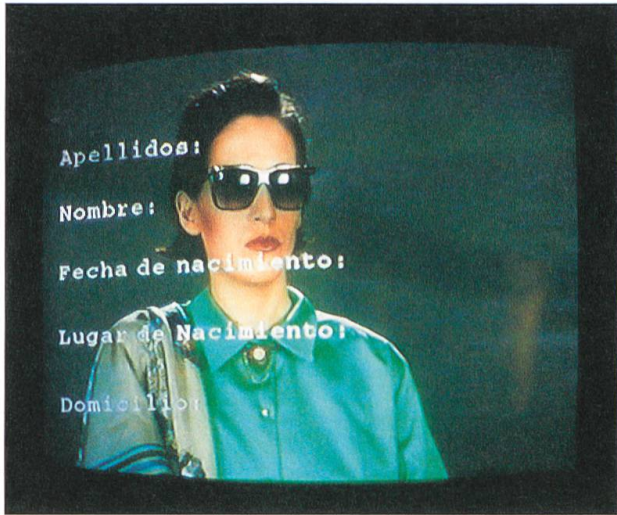 Apellidos:
Nombre:
Fecha de nacimiento:
Lugar de Nacimiento:
Domicilio: